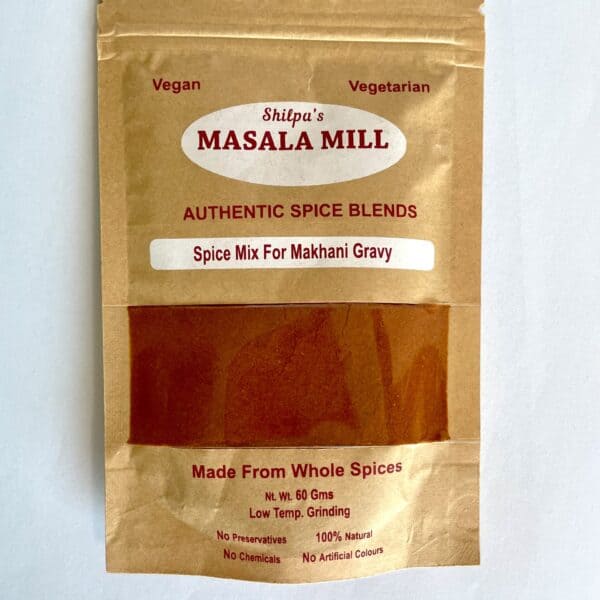 Vegan Vegetarian
Shilpa's
MASALA MILL
AUTHENTIC SPICE BLENDS
Spice Mix For Makhani Gravy
Made From Whole Spices
Nt. Wt. 60 Gms
Low Temp. Grinding
No Preservatives 100% Natural
No Chemicals No Artificial Colours